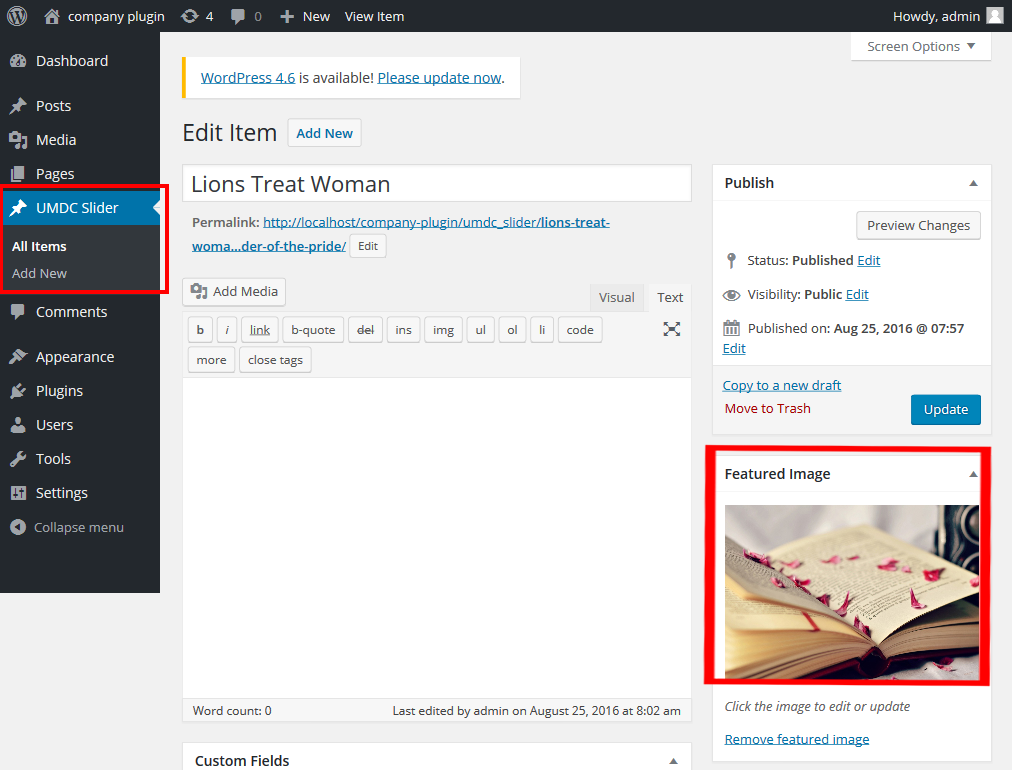 company plugin 4 0 New View Item Howdy, admin
Screen Options
Dashboard
Posts
Media
Pages
UMDC Slider
All Items
Add New
Comments
Appearance
Plugins
Users
Tools
Settings
Collapse menu
WordPress 4.6 is available! Please update now.
Edit Item Add New
Lions Treat Woman
Permalink: http://localhost/company-plugin/umdc_slider/lions-treat-
woma...der-of-the-pride/ Edit
Add Media
Visual Text
b i link b-quote del ins img ul ol li code
more close tags
Word count: 0 Last edited by admin on August 25, 2016 at 8:02 am
Custom Fields
Publish
Preview Changes
Status: Published Edit
Visibility: Public Edit
Published on: Aug 25, 2016 @ 07:57
Edit
Copy to a new draft
Move to Trash
Update
Featured Image
Click the image to edit or update
Remove featured image